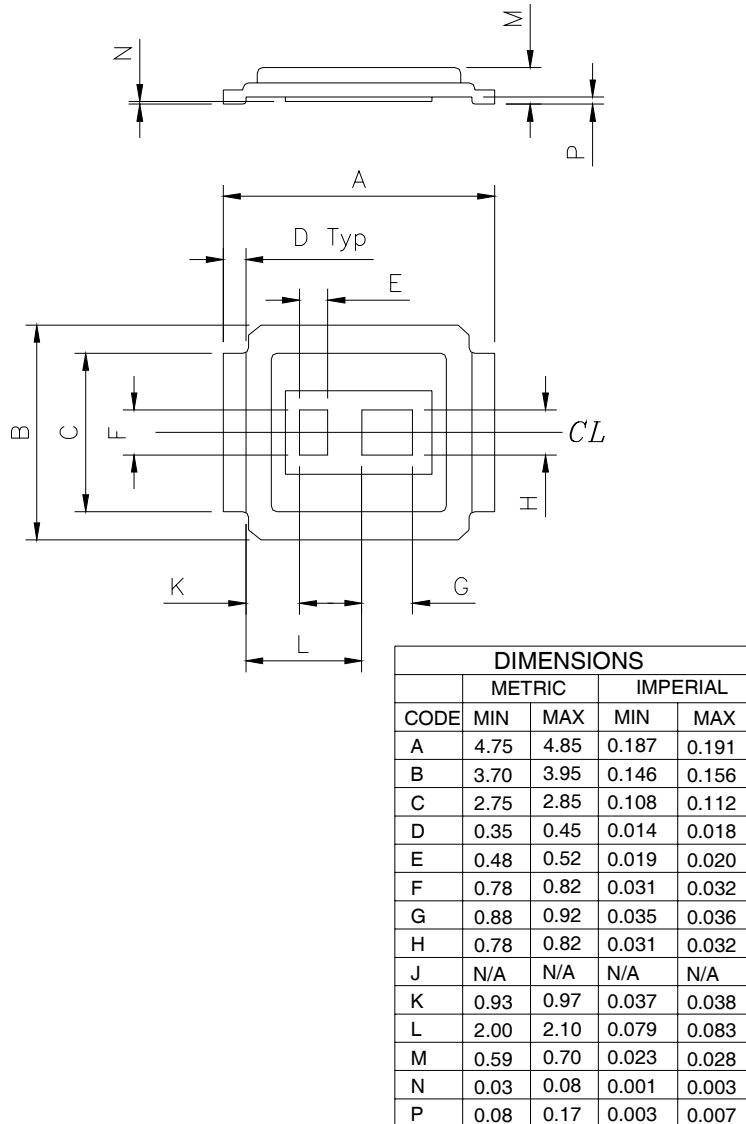 N
M
P
A
D Typ
E
B
C
F
CL
H
K
G
L
DIMENSIONS
METRIC IMPERIAL
CODE MIN MAX MIN MAX
A 4.75 4.85 0.187 0.191
B 3.70 3.95 0.146 0.156
C 2.75 2.85 0.108 0.112
D 0.35 0.45 0.014 0.018
E 0.48 0.52 0.019 0.020
F 0.78 0.82 0.031 0.032
G 0.88 0.92 0.035 0.036
H 0.78 0.82 0.031 0.032
J N/A N/A N/A N/A
K 0.93 0.97 0.037 0.038
L 2.00 2.10 0.079 0.083
M 0.59 0.70 0.023 0.028
N 0.03 0.08 0.001 0.003
P 0.08 0.17 0.003 0.007